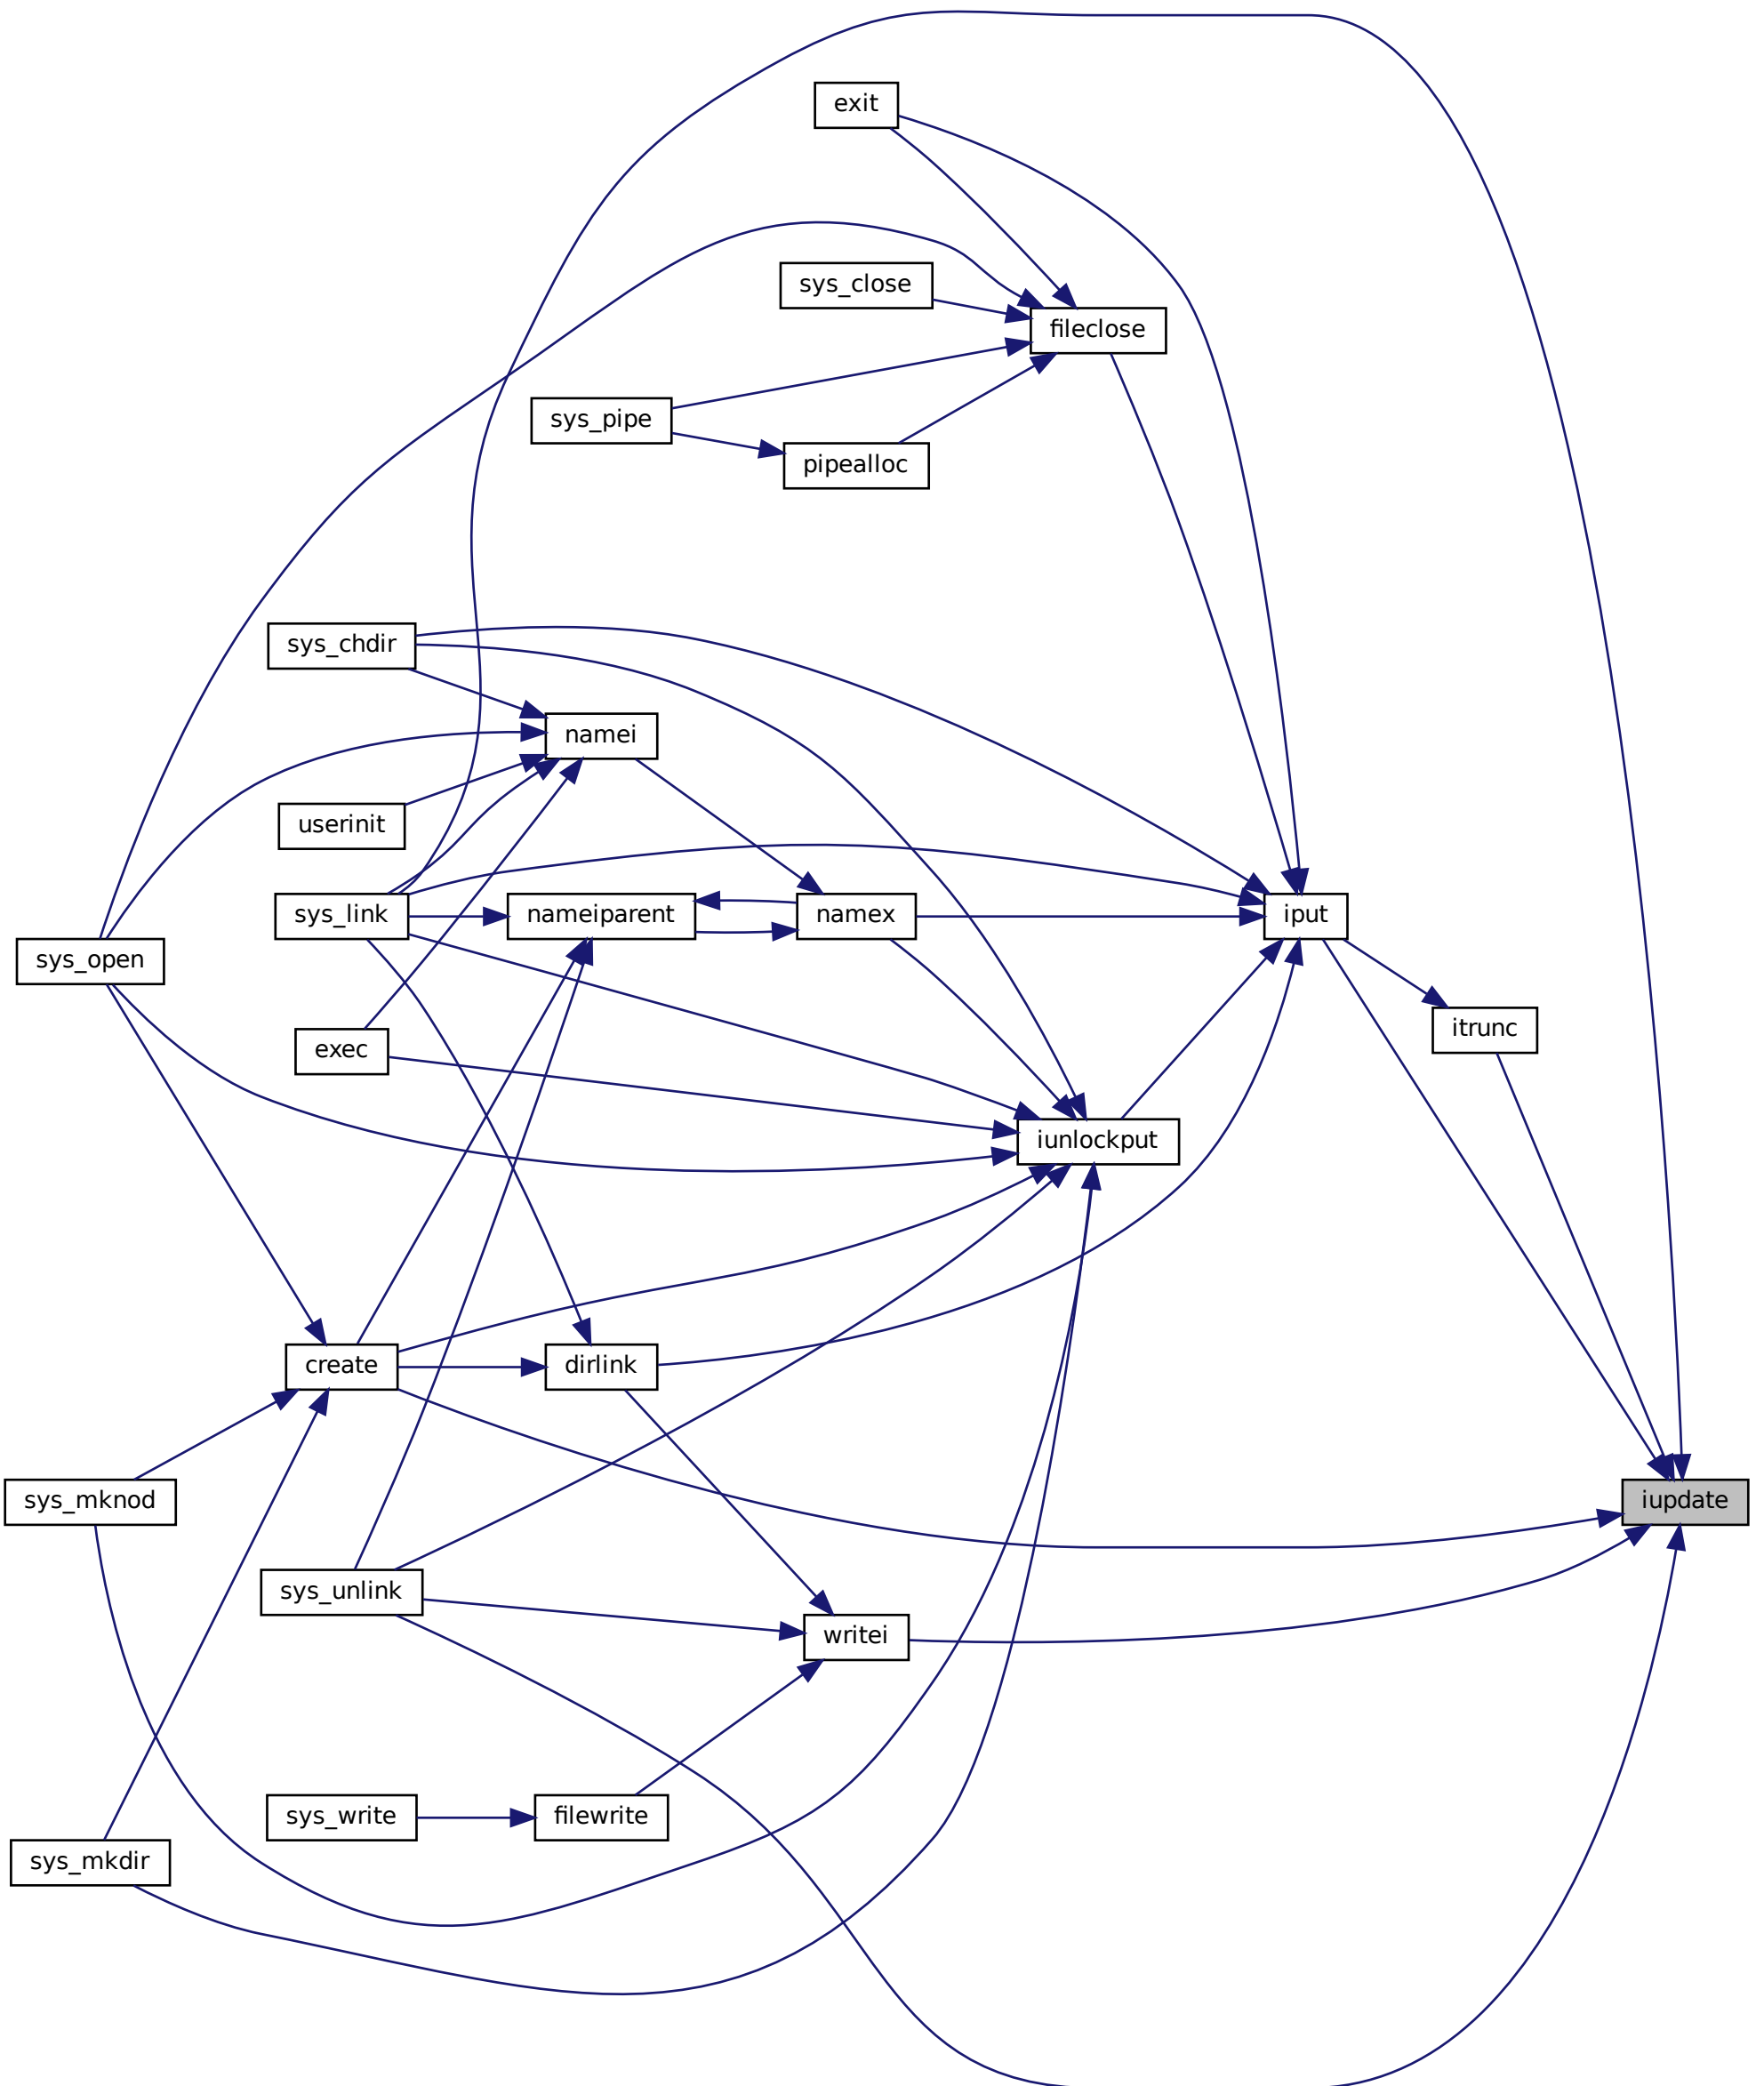 exit
sys_close
fileclose
sys_pipe
pipealloc
sys_chdir
namei
userinit
sys_link
nameiparent
namex
iput
sys_open
itrunc
exec
iunlockput
create
dirlink
sys_mknod
iupdate
sys_unlink
writei
sys_write
filewrite
sys_mkdir